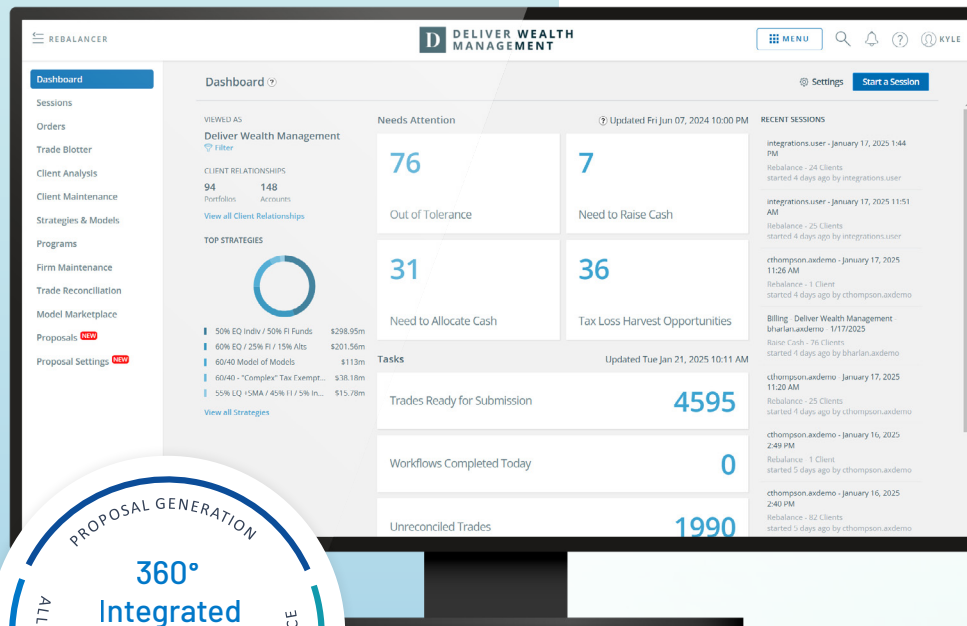 REBALANCER
D DELIVER WEALTH
MANAGEMENT
MENU
?
KYLE
Dashboard
Sessions
Orders
Trade Blotter
Client Analysis
Client Maintenance
Strategies & Models
Programs
Firm Maintenance
Trade Reconciliation
Model Marketplace
Proposals NEW
Proposal Settings NEW
Dashboard ?
Settings
Start a Session
VIEWED AS
Deliver Wealth Management
Filter
CLIENT RELATIONSHIPS
94 148
Portfolios Accounts
View all Client Relationships
TOP STRATEGIES
50% EQ Indiv / 50% FI Funds $298.95m
60% EQ / 25% FI / 15% Alts $201.56m
60/40 Model of Models $113m
60/40 - "Complex" Tax Exempt... $38.18m
55% EQ +SMA / 45% FI / 5% In... $15.78m
View all Strategies
Needs Attention
? Updated Fri Jun 07, 2024 10:00 PM
76
Out of Tolerance
7
Need to Raise Cash
31
Need to Allocate Cash
36
Tax Loss Harvest Opportunities
Tasks
Updated Tue Jan 21, 2025 10:11 AM
Trades Ready for Submission 4595
Workflows Completed Today 0
Unreconciled Trades 1990
RECENT SESSIONS
integrations.user - January 17, 2025 1:44
PM
Rebalance - 24 Clients
started 4 days ago by integrations.user
integrations.user - January 17, 2025 11:51
AM
Rebalance - 25 Clients
started 4 days ago by integrations.user
cthompson.axdemo - January 17, 2025
11:26 AM
Rebalance - 1 Client
started 4 days ago by cthompson.axdemo
Billing - Deliver Wealth Management -
bharlan.axdemo - 1/17/2025
Raise Cash - 76 Clients
started 4 days ago by bharlan.axdemo
cthompson.axdemo - January 17, 2025
11:20 AM
Rebalance - 25 Clients
started 4 days ago by cthompson.axdemo
cthompson.axdemo - January 16, 2025
2:49 PM
Rebalance - 1 Client
started 5 days ago by cthompson.axdemo
cthompson.axdemo - January 16, 2025
2:40 PM
Rebalance - 82 Clients
started 5 days ago by cthompson.axdemo
PROPOSAL GENERATION
360°
Integrated